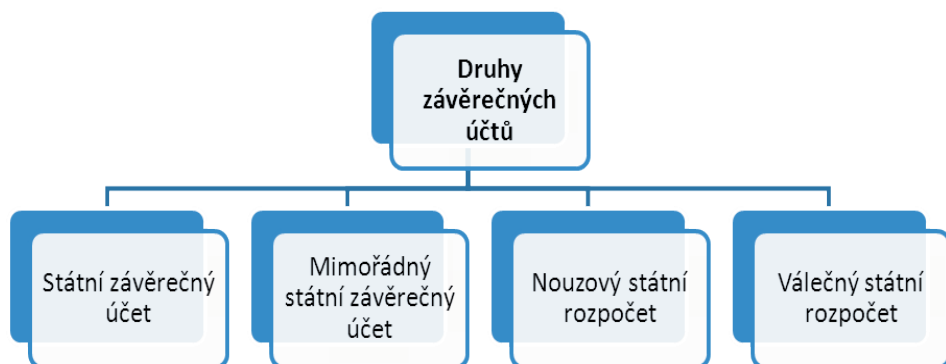 Druhy
závěrečných
účtů
Státní závěrečný
účet
Mimořádný
státní závěrečný
účet
Nouzový státní
rozpočet
Válečný státní
rozpočet